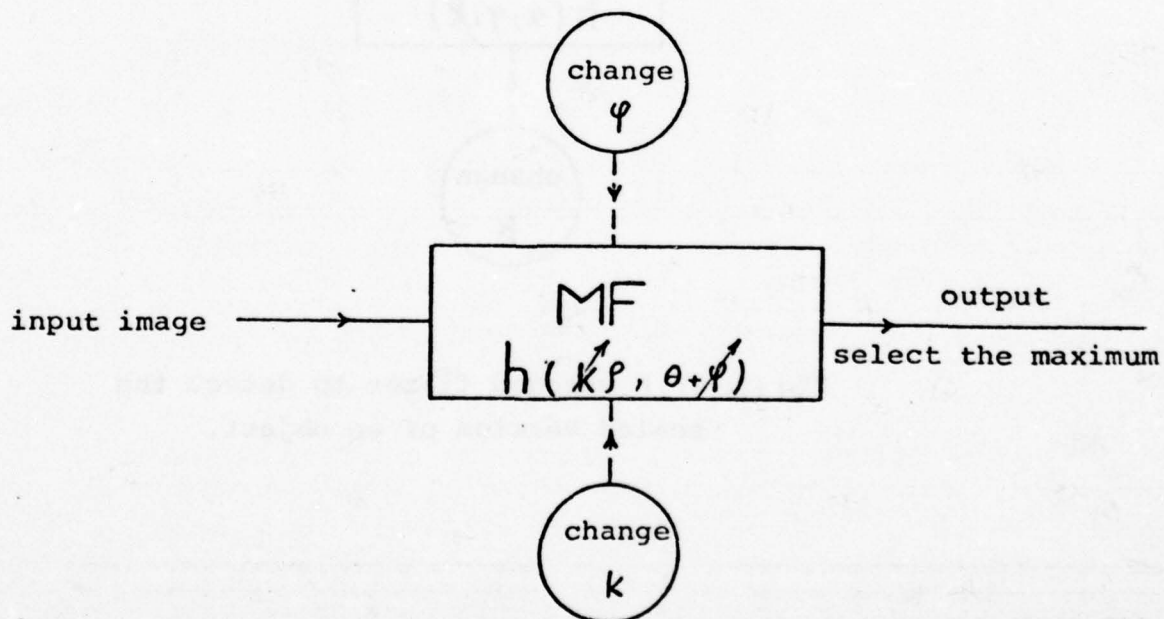 change
φ
input image
MF
h(kρ, θ+φ)
output
select the maximum
change
k